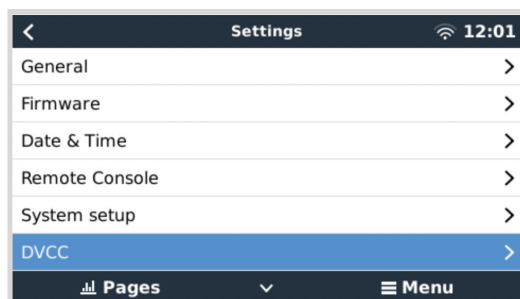 Settings 12:01
General
Firmware
Date & Time
Remote Console
System setup
DVCC
Pages Menu